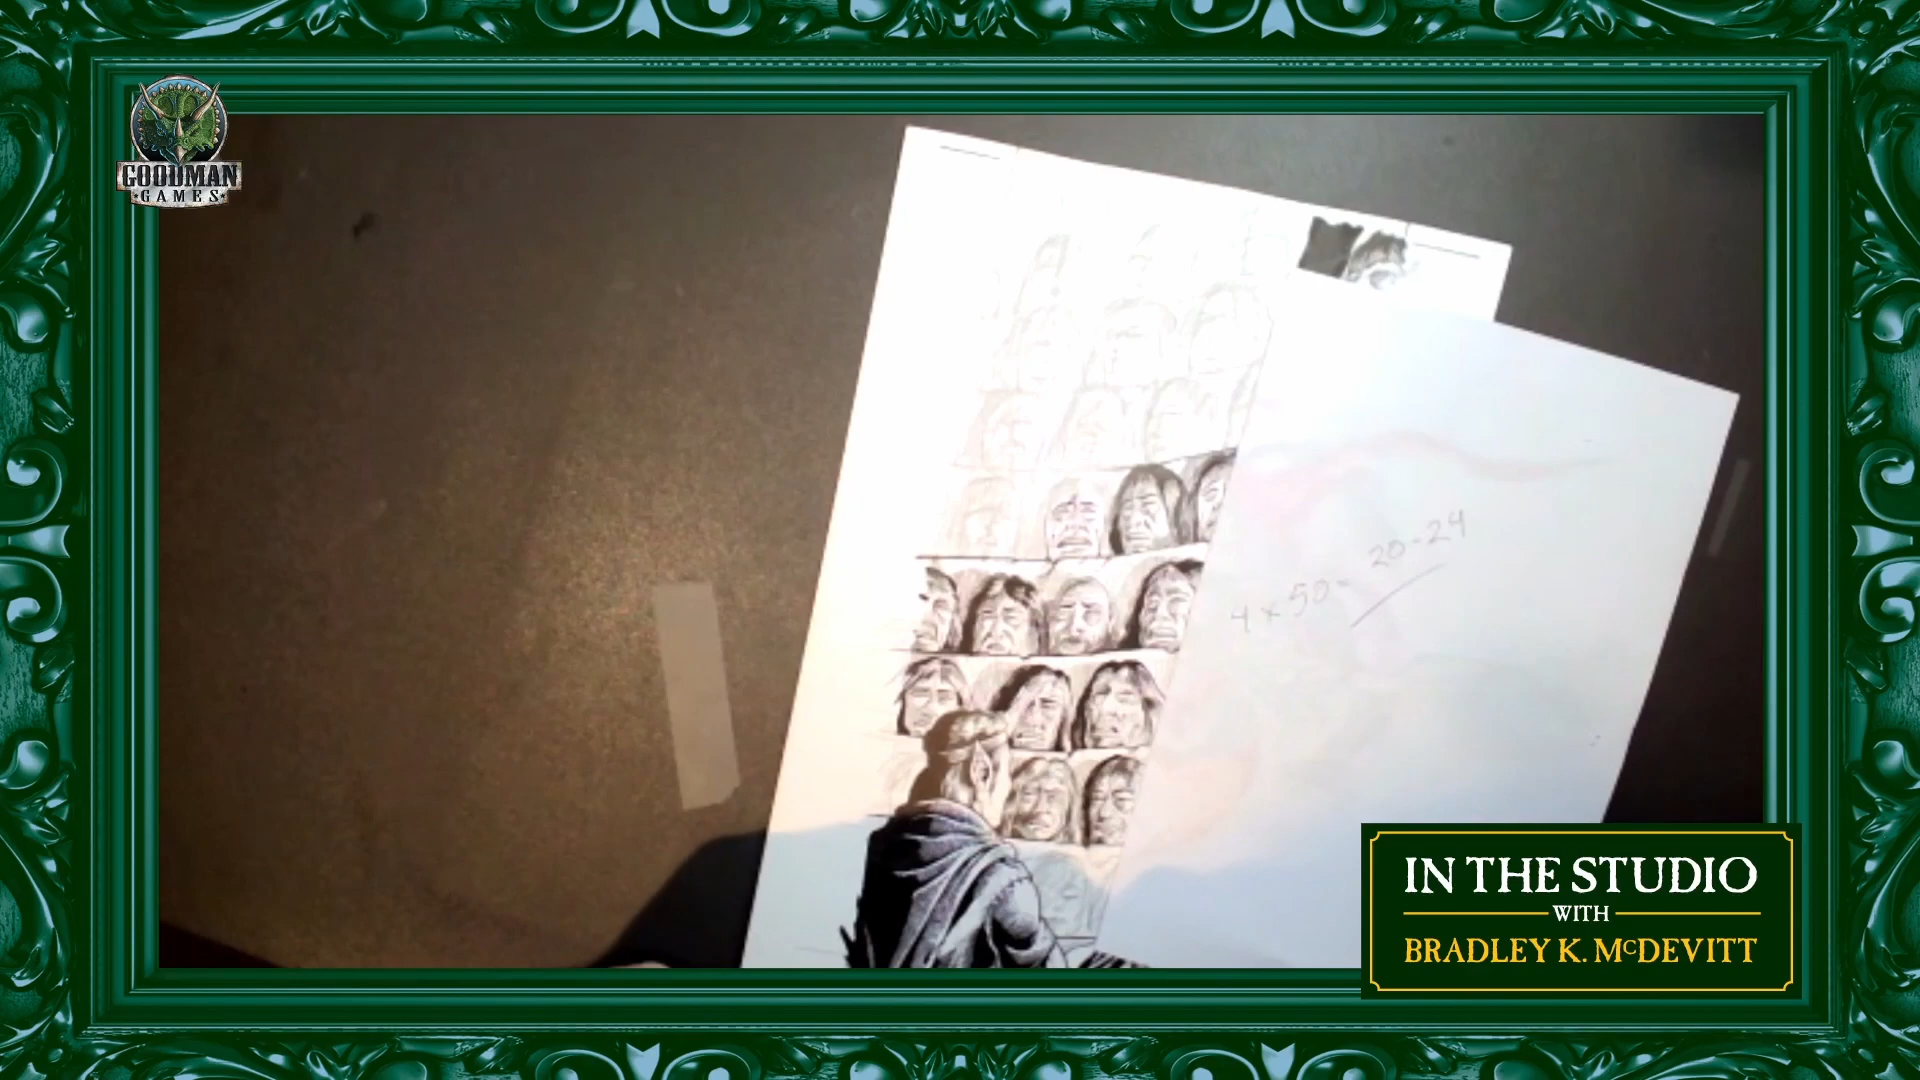 GOODMAN
GAMES
4 x 50 - 20-24
IN THE STUDIO
WITH
BRADLEY K. McDEVITT